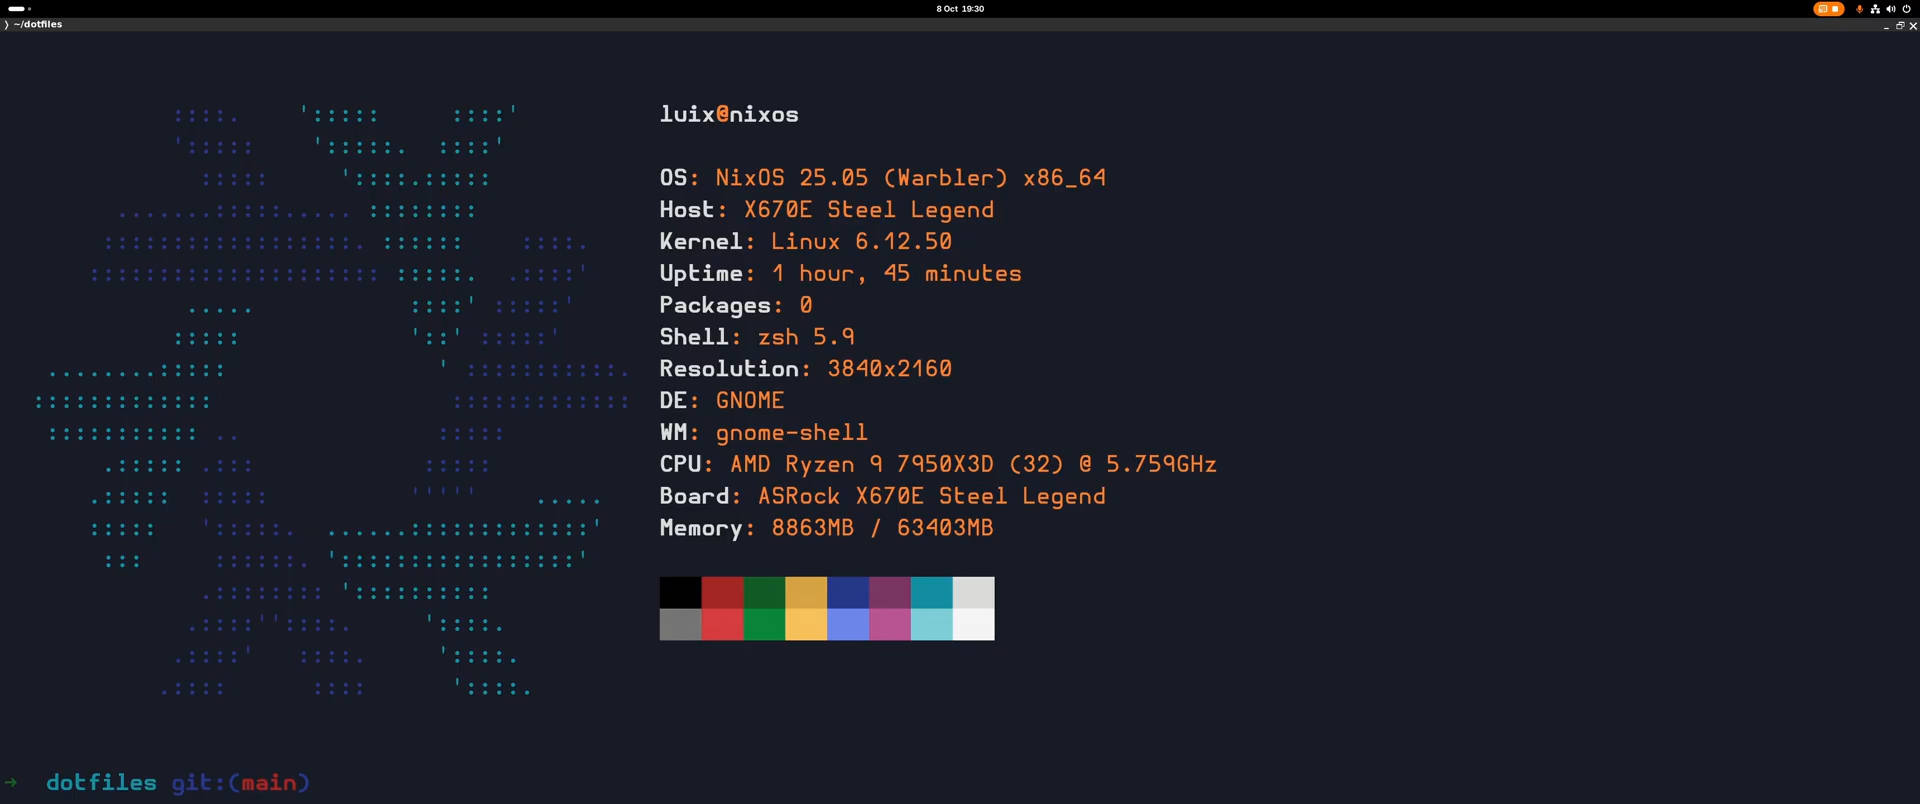 8 Oct 19:30
❭ ~/dotfiles
luix@nixos
OS: NixOS 25.05 (Warbler) x86_64
Host: X670E Steel Legend
Kernel: Linux 6.12.50
Uptime: 1 hour, 45 minutes
Packages: 0
Shell: zsh 5.9
Resolution: 3840x2160
DE: GNOME
WM: gnome-shell
CPU: AMD Ryzen 9 7950X3D (32) @ 5.759GHz
Board: ASRock X670E Steel Legend
Memory: 8863MB / 63403MB
→ dotfiles git:(main)